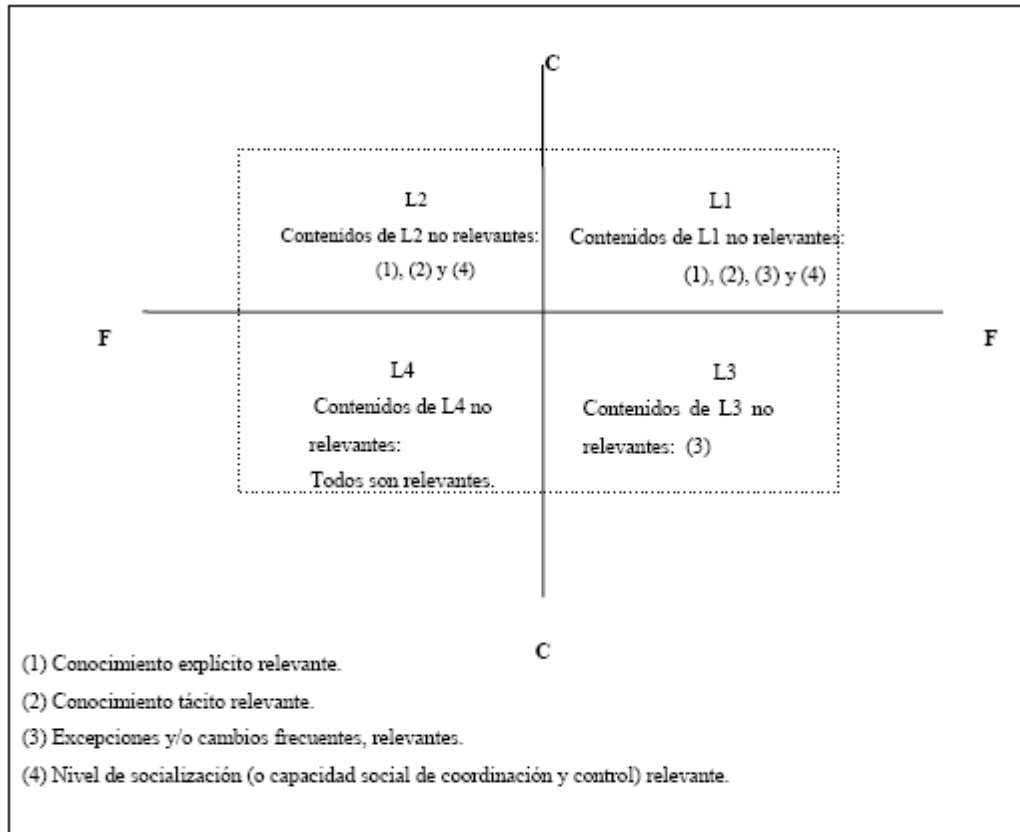 C
L2
Contenidos de L2 no relevantes:
(1), (2) y (4)
L1
Contenidos de L1 no relevantes:
(1), (2), (3) y (4)
F
F
L4
Contenidos de L4 no
relevantes:
Todos son relevantes.
L3
Contenidos de L3 no
relevantes: (3)
C
(1) Conocimiento explícito relevante.
(2) Conocimiento tácito relevante.
(3) Excepciones y/o cambios frecuentes, relevantes.
(4) Nivel de socialización (o capacidad social de coordinación y control) relevante.